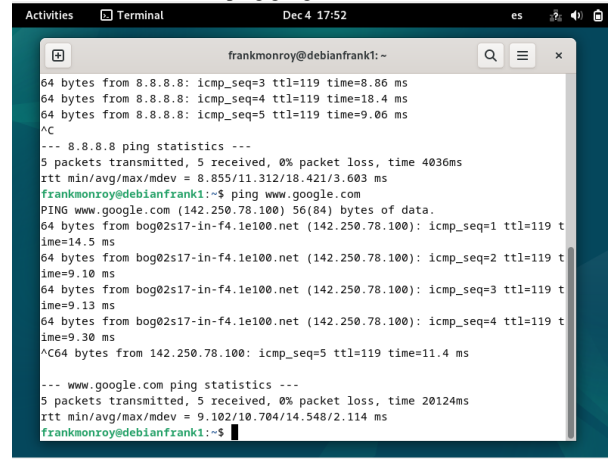 Activities Terminal Dec 4 17:52 es
frankmonroy@debianfrank1: ~
64 bytes from 8.8.8.8: icmp_seq=3 ttl=119 time=8.86 ms
64 bytes from 8.8.8.8: icmp_seq=4 ttl=119 time=18.4 ms
64 bytes from 8.8.8.8: icmp_seq=5 ttl=119 time=9.06 ms
^C
--- 8.8.8.8 ping statistics ---
5 packets transmitted, 5 received, 0% packet loss, time 4036ms
rtt min/avg/max/mdev = 8.855/11.312/18.421/3.603 ms
frankmonroy@debianfrank1:~$ ping www.google.com
PING www.google.com (142.250.78.100) 56(84) bytes of data.
64 bytes from bog02s17-in-f4.1e100.net (142.250.78.100): icmp_seq=1 ttl=119 t
ime=14.5 ms
64 bytes from bog02s17-in-f4.1e100.net (142.250.78.100): icmp_seq=2 ttl=119 t
ime=9.10 ms
64 bytes from bog02s17-in-f4.1e100.net (142.250.78.100): icmp_seq=3 ttl=119 t
ime=9.13 ms
64 bytes from bog02s17-in-f4.1e100.net (142.250.78.100): icmp_seq=4 ttl=119 t
ime=9.30 ms
^C64 bytes from 142.250.78.100: icmp_seq=5 ttl=119 time=11.4 ms
--- www.google.com ping statistics ---
5 packets transmitted, 5 received, 0% packet loss, time 20124ms
rtt min/avg/max/mdev = 9.102/10.704/14.548/2.114 ms
frankmonroy@debianfrank1:~$